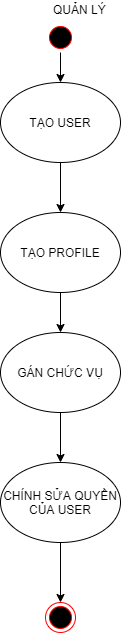 QUẢN LÝ
TẠO USER
TẠO PROFILE
GÁN CHỨC VỤ
CHỈNH SỬA QUYỀN
CỦA USER